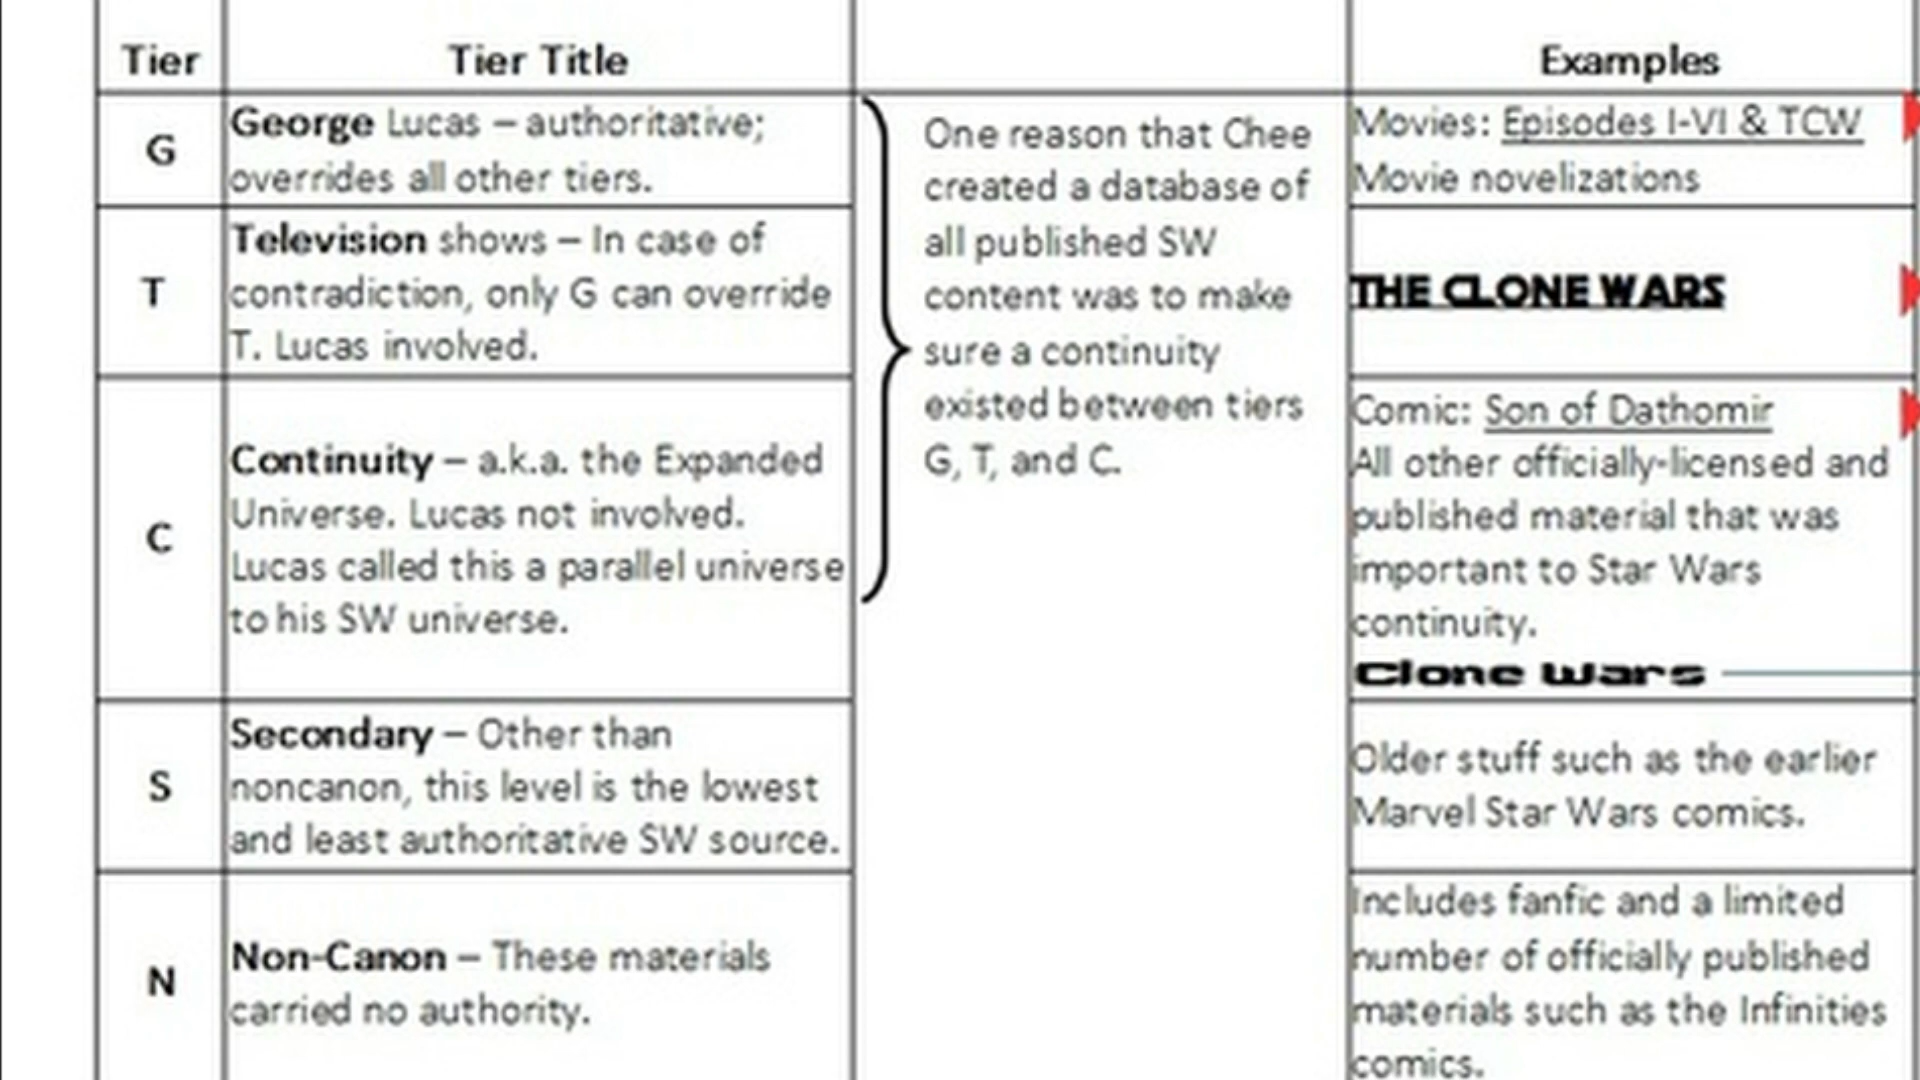 Tier
Tier Title
Examples
G
George Lucas – authoritative;
overrides all other tiers.
One reason that Chee
created a database of
all published SW
content was to make
sure a continuity
existed between tiers
G, T, and C.
Movies: Episodes I-VI & TCW
Movie novelizations
T
Television shows – In case of
contradiction, only G can override
T. Lucas involved.
THE CLONE WARS
C
Continuity – a.k.a. the Expanded
Universe. Lucas not involved.
Lucas called this a parallel universe
to his SW universe.
Comic: Son of Dathomir
All other officially-licensed and
published material that was
important to Star Wars
continuity.
Clone Wars
S
Secondary – Other than
noncanon, this level is the lowest
and least authoritative SW source.
Older stuff such as the earlier
Marvel Star Wars comics.
N
Non-Canon – These materials
carried no authority.
Includes fanfic and a limited
number of officially published
materials such as the Infinities
comics.